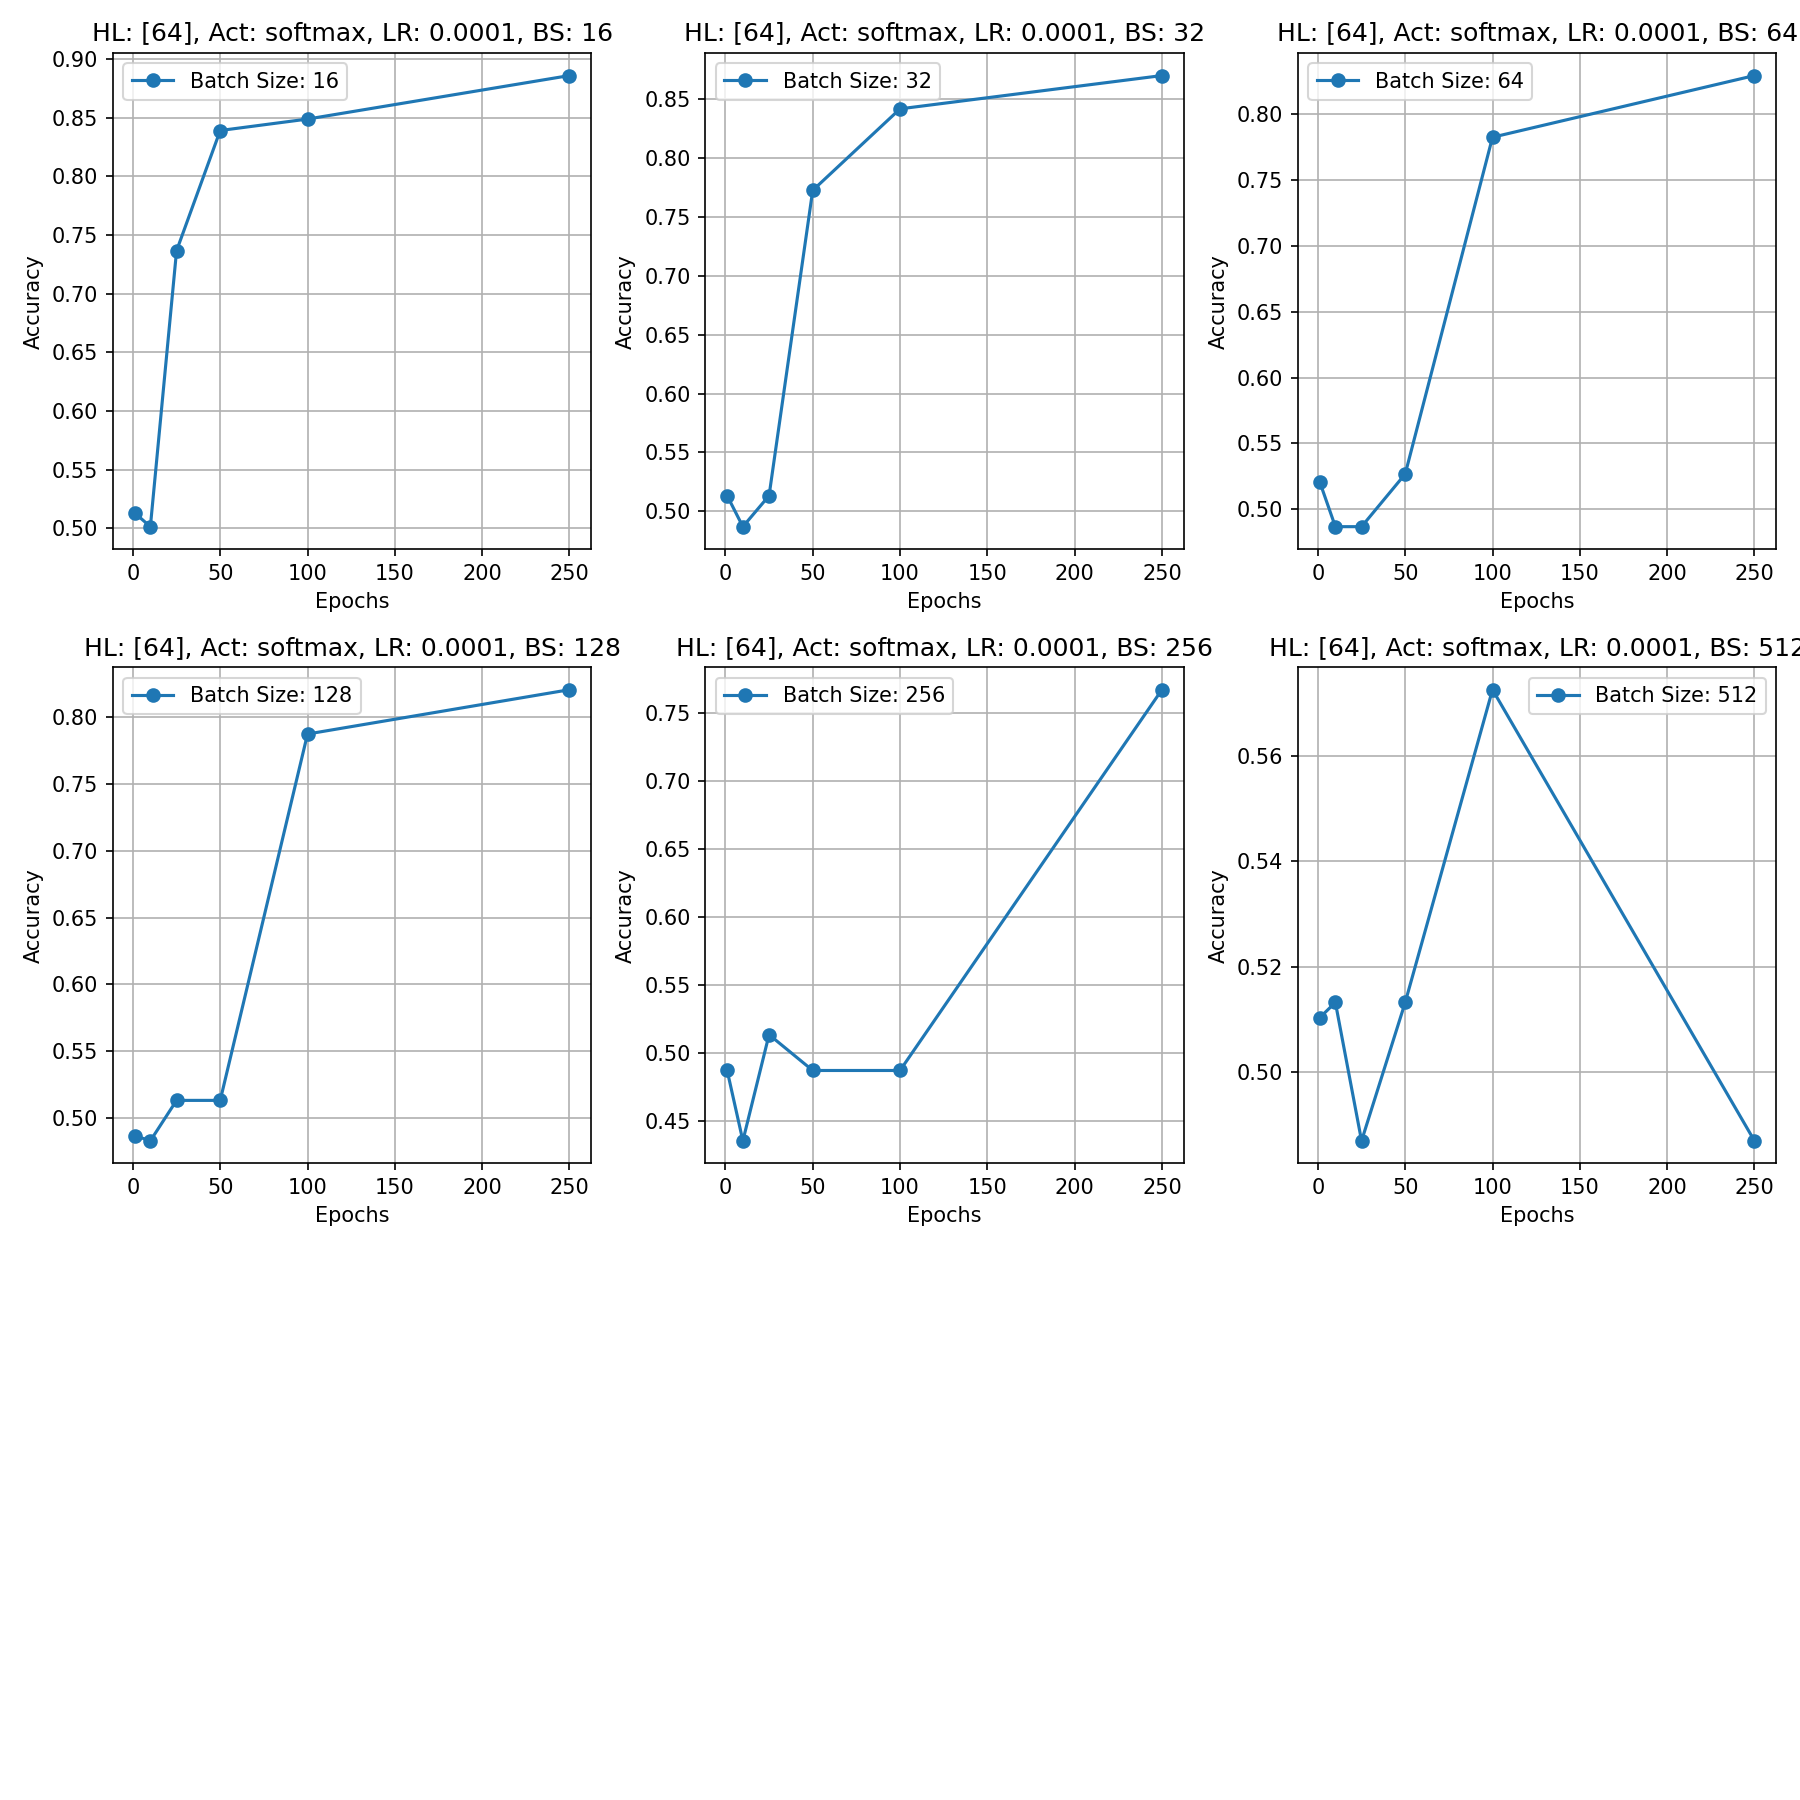 HL: [64], Act: softmax, LR: 0.0001, BS: 16
Batch Size: 16
Accuracy
0.90
0.85
0.80
0.75
0.70
0.65
0.60
0.55
0.50
0 50 100 150 200 250
Epochs
HL: [64], Act: softmax, LR: 0.0001, BS: 32
Batch Size: 32
Accuracy
0.85
0.80
0.75
0.70
0.65
0.60
0.55
0.50
0 50 100 150 200 250
Epochs
HL: [64], Act: softmax, LR: 0.0001, BS: 64
Batch Size: 64
Accuracy
0.80
0.75
0.70
0.65
0.60
0.55
0.50
0 50 100 150 200 250
Epochs
HL: [64], Act: softmax, LR: 0.0001, BS: 128
Batch Size: 128
Accuracy
0.80
0.75
0.70
0.65
0.60
0.55
0.50
0 50 100 150 200 250
Epochs
HL: [64], Act: softmax, LR: 0.0001, BS: 256
Batch Size: 256
Accuracy
0.75
0.70
0.65
0.60
0.55
0.50
0.45
0 50 100 150 200 250
Epochs
HL: [64], Act: softmax, LR: 0.0001, BS: 512
Batch Size: 512
Accuracy
0.56
0.54
0.52
0.50
0 50 100 150 200 250
Epochs